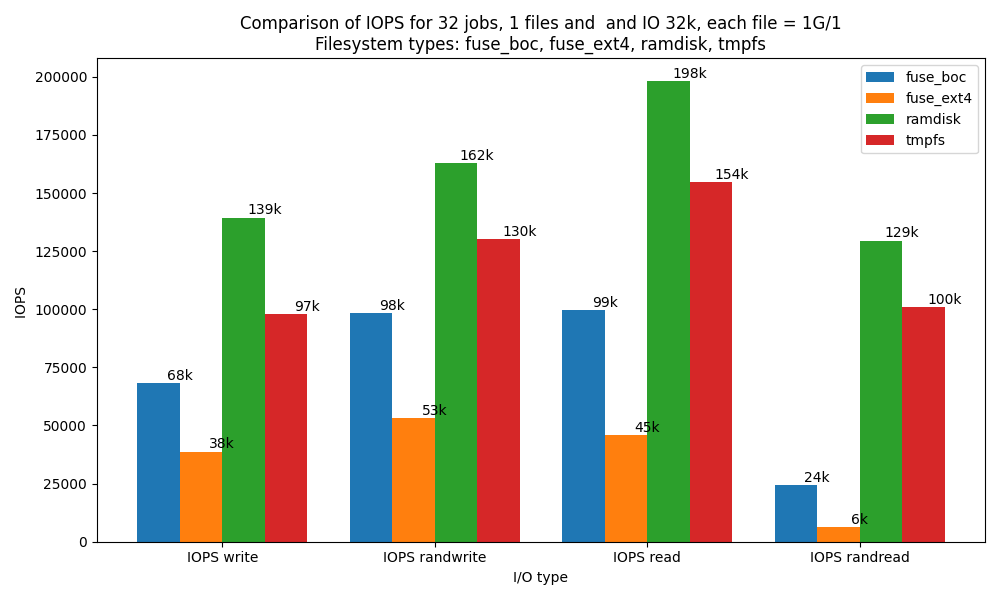 Comparison of IOPS for 32 jobs, 1 files and  and IO 32k, each file = 1G/1
Filesystem types: fuse_boc, fuse_ext4, ramdisk, tmpfs
fuse_boc
fuse_ext4
ramdisk
tmpfs
IOPS
200000
175000
150000
125000
100000
75000
50000
25000
0
68k
38k
139k
97k
98k
53k
162k
130k
99k
45k
198k
154k
24k
6k
129k
100k
IOPS write
IOPS randwrite
IOPS read
IOPS randread
I/O type